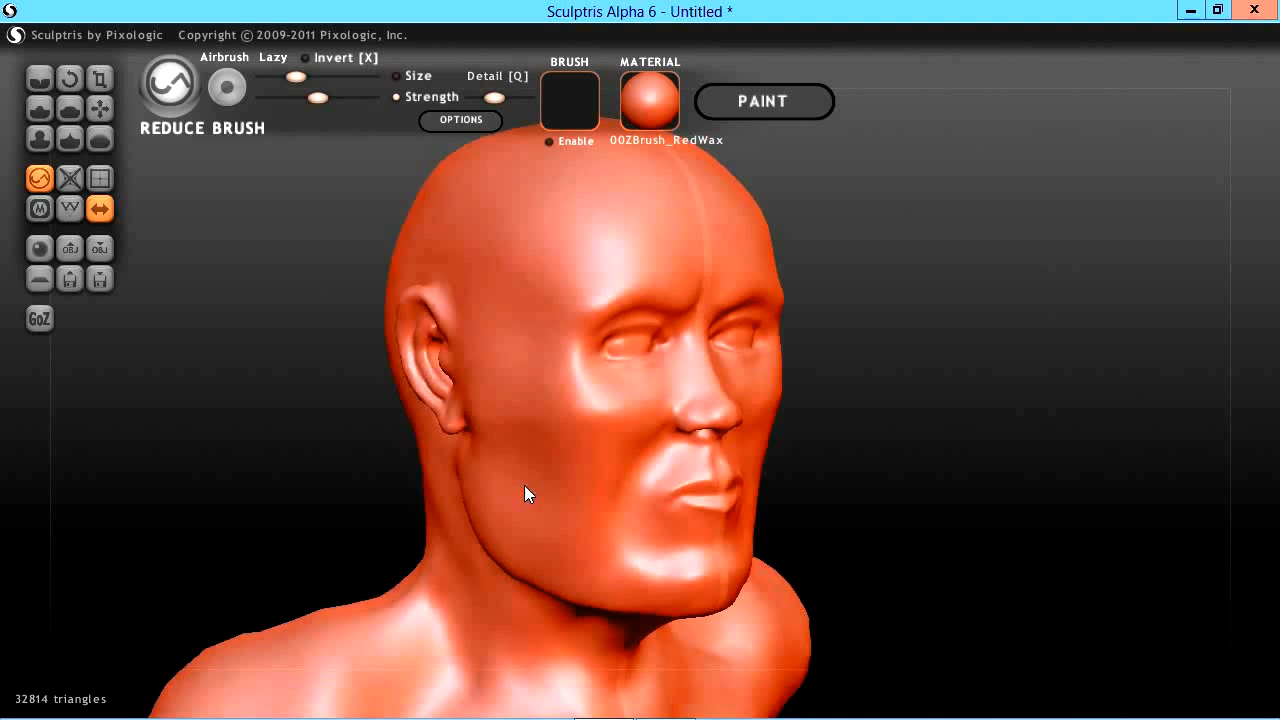 Sculptris Alpha 6 - Untitled *
Sculptris by Pixologic Copyright © 2009-2011 Pixologic, Inc.
Airbrush Lazy Invert [X]
Size Detail [Q]
Strength
OPTIONS
REDUCE BRUSH
BRUSH
Enable
MATERIAL
00ZBrush_RedWax
PAINT
OBJ OBJ
GoZ
32814 triangles